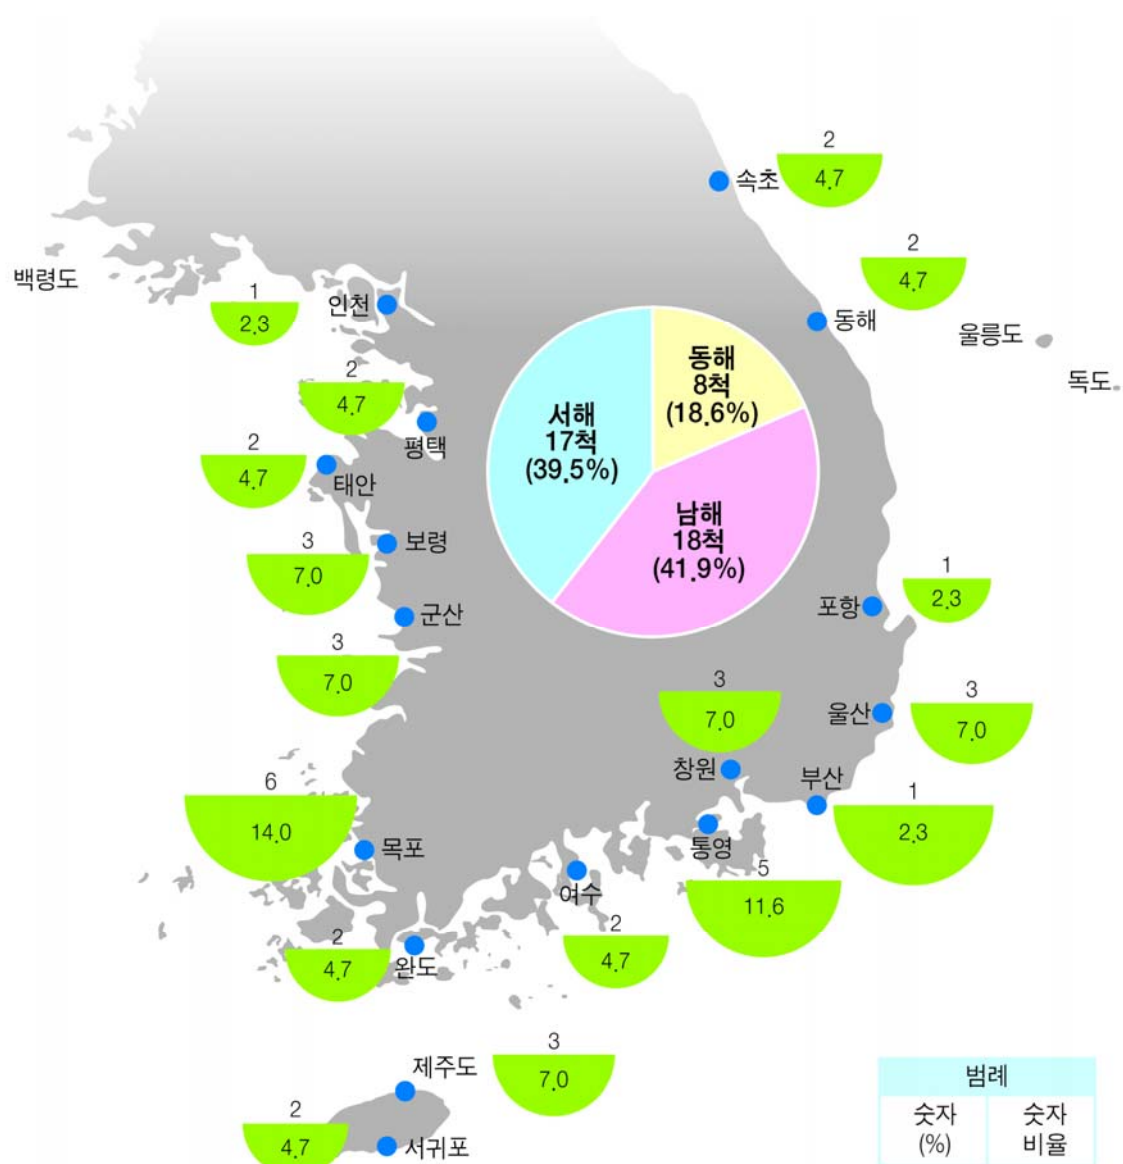 2
4.7
속초
2
4.7
백령도
1
2.3
인천
동해
울릉도
독도
동해
8척
(18.6%)
서해
17척
(39.5%)
남해
18척
(41.9%)
2
4.7
평택
2
4.7
태안
3
7.0
보령
군산
3
7.0
1
2.3
포항
3
7.0
창원
울산
3
7.0
부산
1
2.3
6
14.0
목포
통영
5
11.6
여수
2
4.7
2
4.7
완도
제주도
3
7.0
2
4.7
서귀포
범례
숫자
(%)
숫자
비율